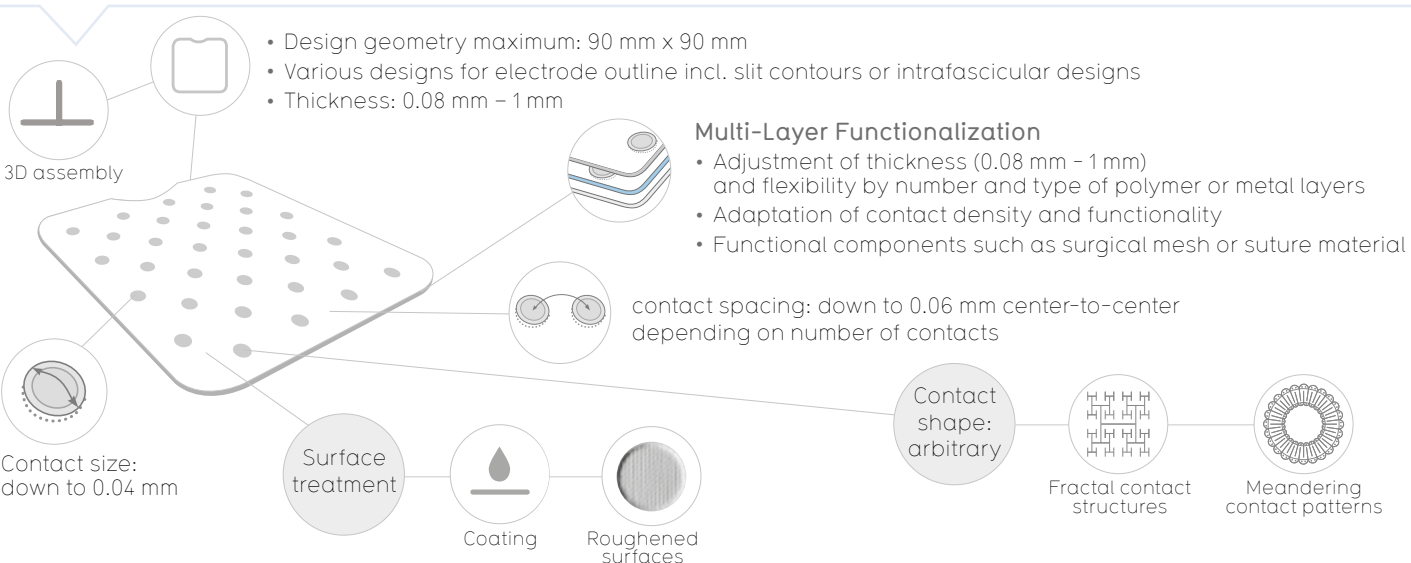 • Design geometry maximum: 90 mm x 90 mm
• Various designs for electrode outline incl. slit contours or intrafascicular designs
• Thickness: 0.08 mm – 1 mm
3D assembly
Multi-Layer Functionalization
• Adjustment of thickness (0.08 mm – 1 mm)
and flexibility by number and type of polymer or metal layers
• Adaptation of contact density and functionality
• Functional components such as surgical mesh or suture material
contact spacing: down to 0.06 mm center-to-center
depending on number of contacts
Contact size:
down to 0.04 mm
Surface
treatment
Coating
Roughened
surfaces
Contact
shape:
arbitrary
Fractal contact
structures
Meandering
contact patterns